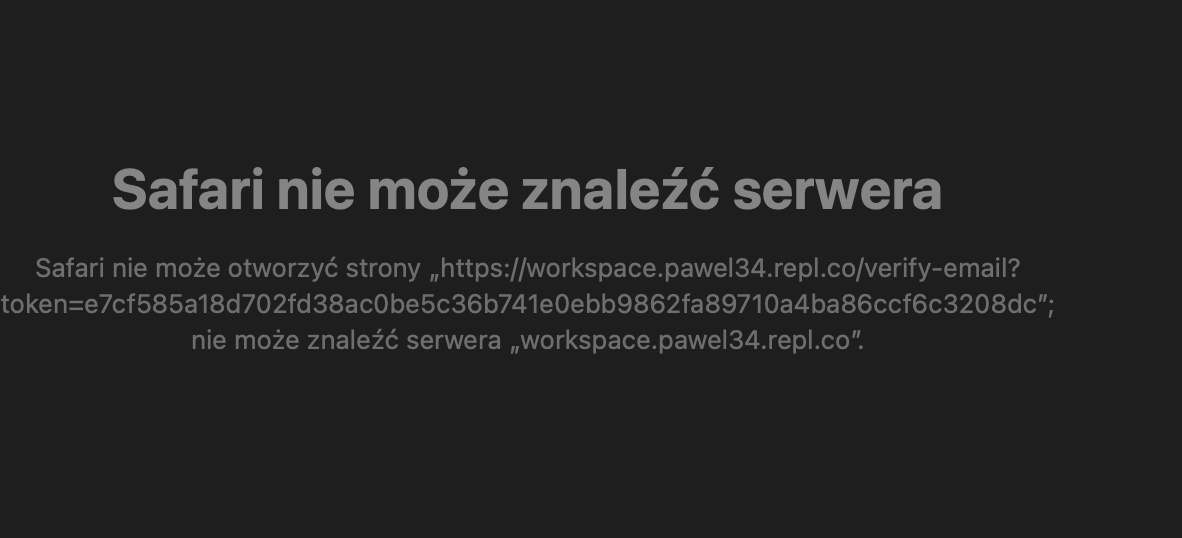 Safari nie może znaleźć serwera
Safari nie może otworzyć strony „https://workspace.pawel34.repl.co/verify-email?
token=e7cf585a18d702fd38ac0be5c36b741e0ebb9862fa89710a4ba86ccf6c3208dc”;
nie może znaleźć serwera „workspace.pawel34.repl.co”.